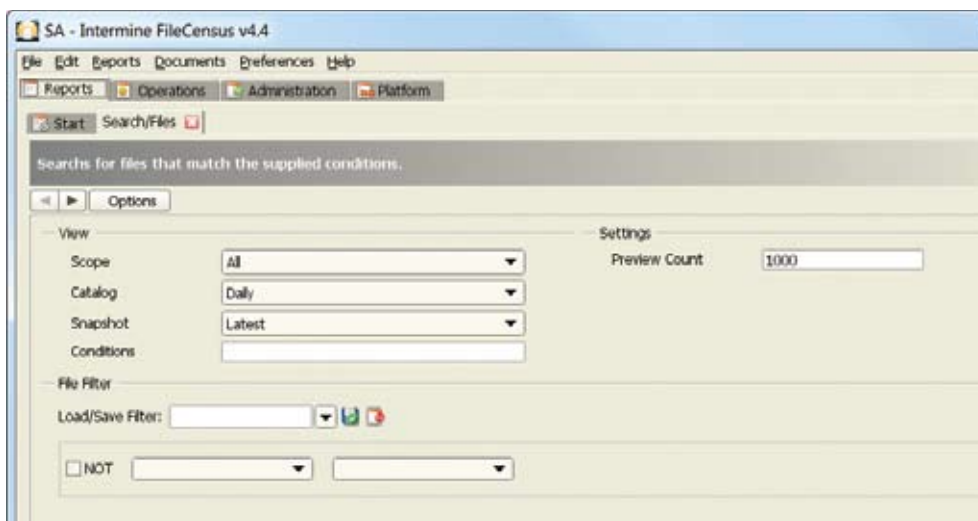 SA - Intermine FileCensus v4.4
File Edit Reports Documents Preferences Help
Reports Operations Administration Platform
Start Search/Files
Searchs for files that match the supplied conditions.
Options
View
Settings
Scope All
Preview Count 1000
Catalog Daily
Snapshot Latest
Conditions
File Filter
Load/Save Filter:
NOT